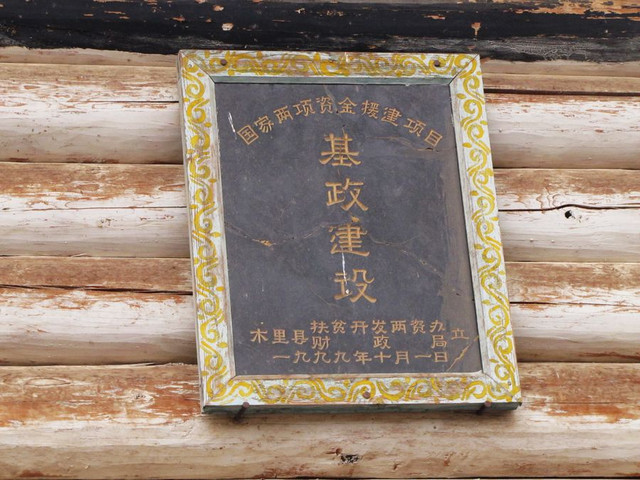 国家两项资金援建项目
基政建设
木里县扶贫开发两资办立
财政局
一九九九年十月一日